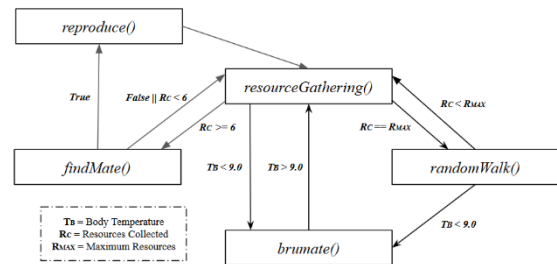 reproduce()
resourceGathering()
True
False || RC < 6
RC >= 6
RC == RMAX
RC < RMAX
findMate()
TB < 9.0
TB > 9.0
randomWalk()
TB < 9.0
TB = Body Temperature
RC = Resources Collected
RMAX = Maximum Resources
brumate()